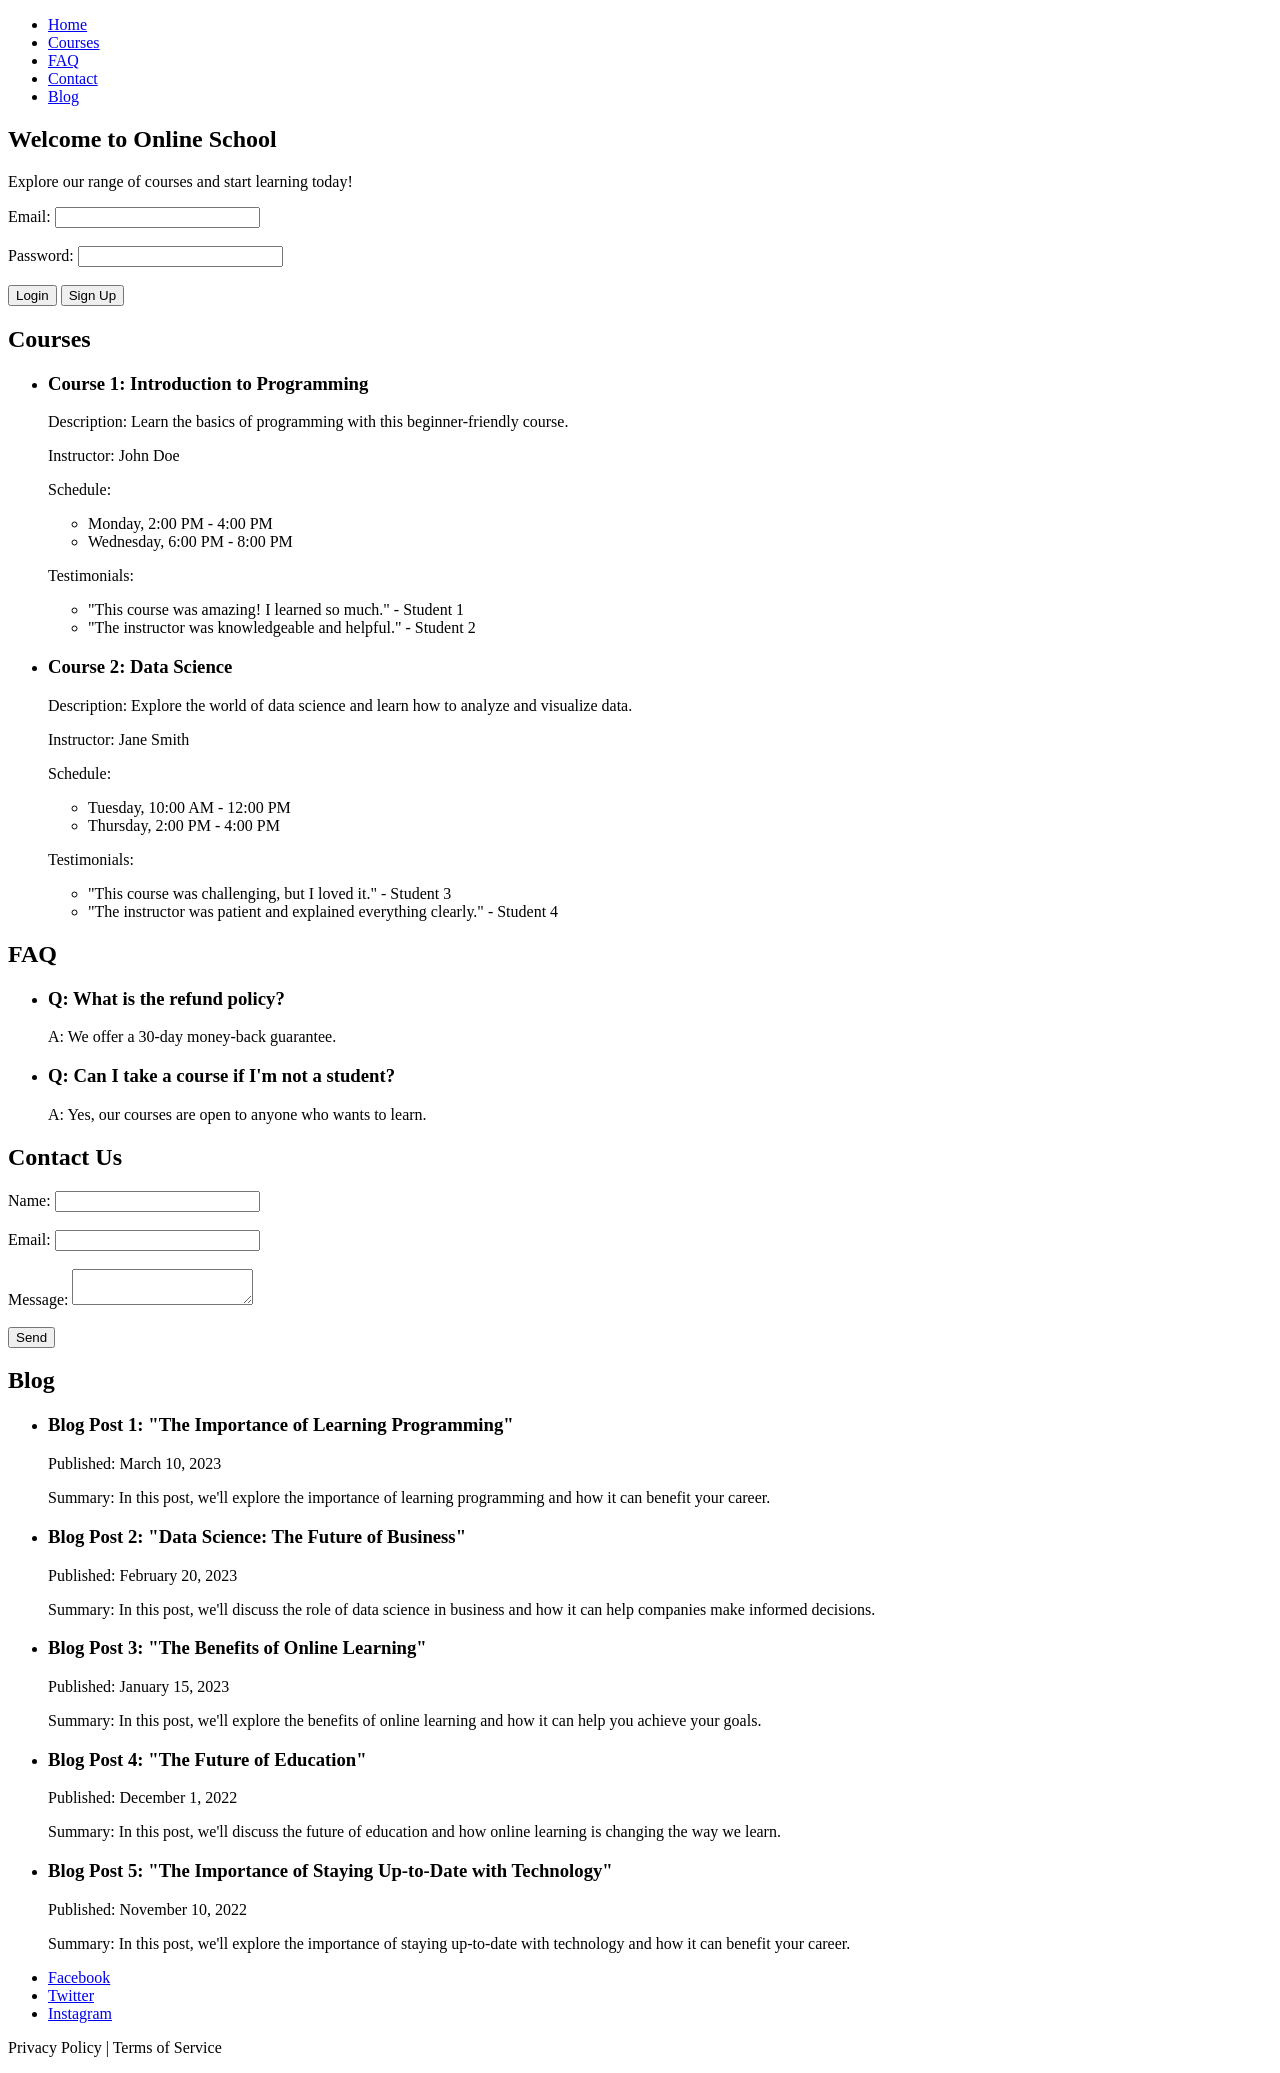 Home
Courses
FAQ
Contact
Blog
Welcome to Online School
Explore our range of courses and start learning today!
Email:
Password:
Login Sign Up
Courses
Course 1: Introduction to Programming
Description: Learn the basics of programming with this beginner-friendly course.
Instructor: John Doe
Schedule:
Monday, 2:00 PM - 4:00 PM
Wednesday, 6:00 PM - 8:00 PM
Testimonials:
"This course was amazing! I learned so much." - Student 1
"The instructor was knowledgeable and helpful." - Student 2
Course 2: Data Science
Description: Explore the world of data science and learn how to analyze and visualize data.
Instructor: Jane Smith
Schedule:
Tuesday, 10:00 AM - 12:00 PM
Thursday, 2:00 PM - 4:00 PM
Testimonials:
"This course was challenging, but I loved it." - Student 3
"The instructor was patient and explained everything clearly." - Student 4
FAQ
Q: What is the refund policy?
A: We offer a 30-day money-back guarantee.
Q: Can I take a course if I'm not a student?
A: Yes, our courses are open to anyone who wants to learn.
Contact Us
Name:
Email:
Message:
Send
Blog
Blog Post 1: "The Importance of Learning Programming"
Published: March 10, 2023
Summary: In this post, we'll explore the importance of learning programming and how it can benefit your career.
Blog Post 2: "Data Science: The Future of Business"
Published: February 20, 2023
Summary: In this post, we'll discuss the role of data science in business and how it can help companies make informed decisions.
Blog Post 3: "The Benefits of Online Learning"
Published: January 15, 2023
Summary: In this post, we'll explore the benefits of online learning and how it can help you achieve your goals.
Blog Post 4: "The Future of Education"
Published: December 1, 2022
Summary: In this post, we'll discuss the future of education and how online learning is changing the way we learn.
Blog Post 5: "The Importance of Staying Up-to-Date with Technology"
Published: November 10, 2022
Summary: In this post, we'll explore the importance of staying up-to-date with technology and how it can benefit your career.
Facebook
Twitter
Instagram
Privacy Policy | Terms of Service